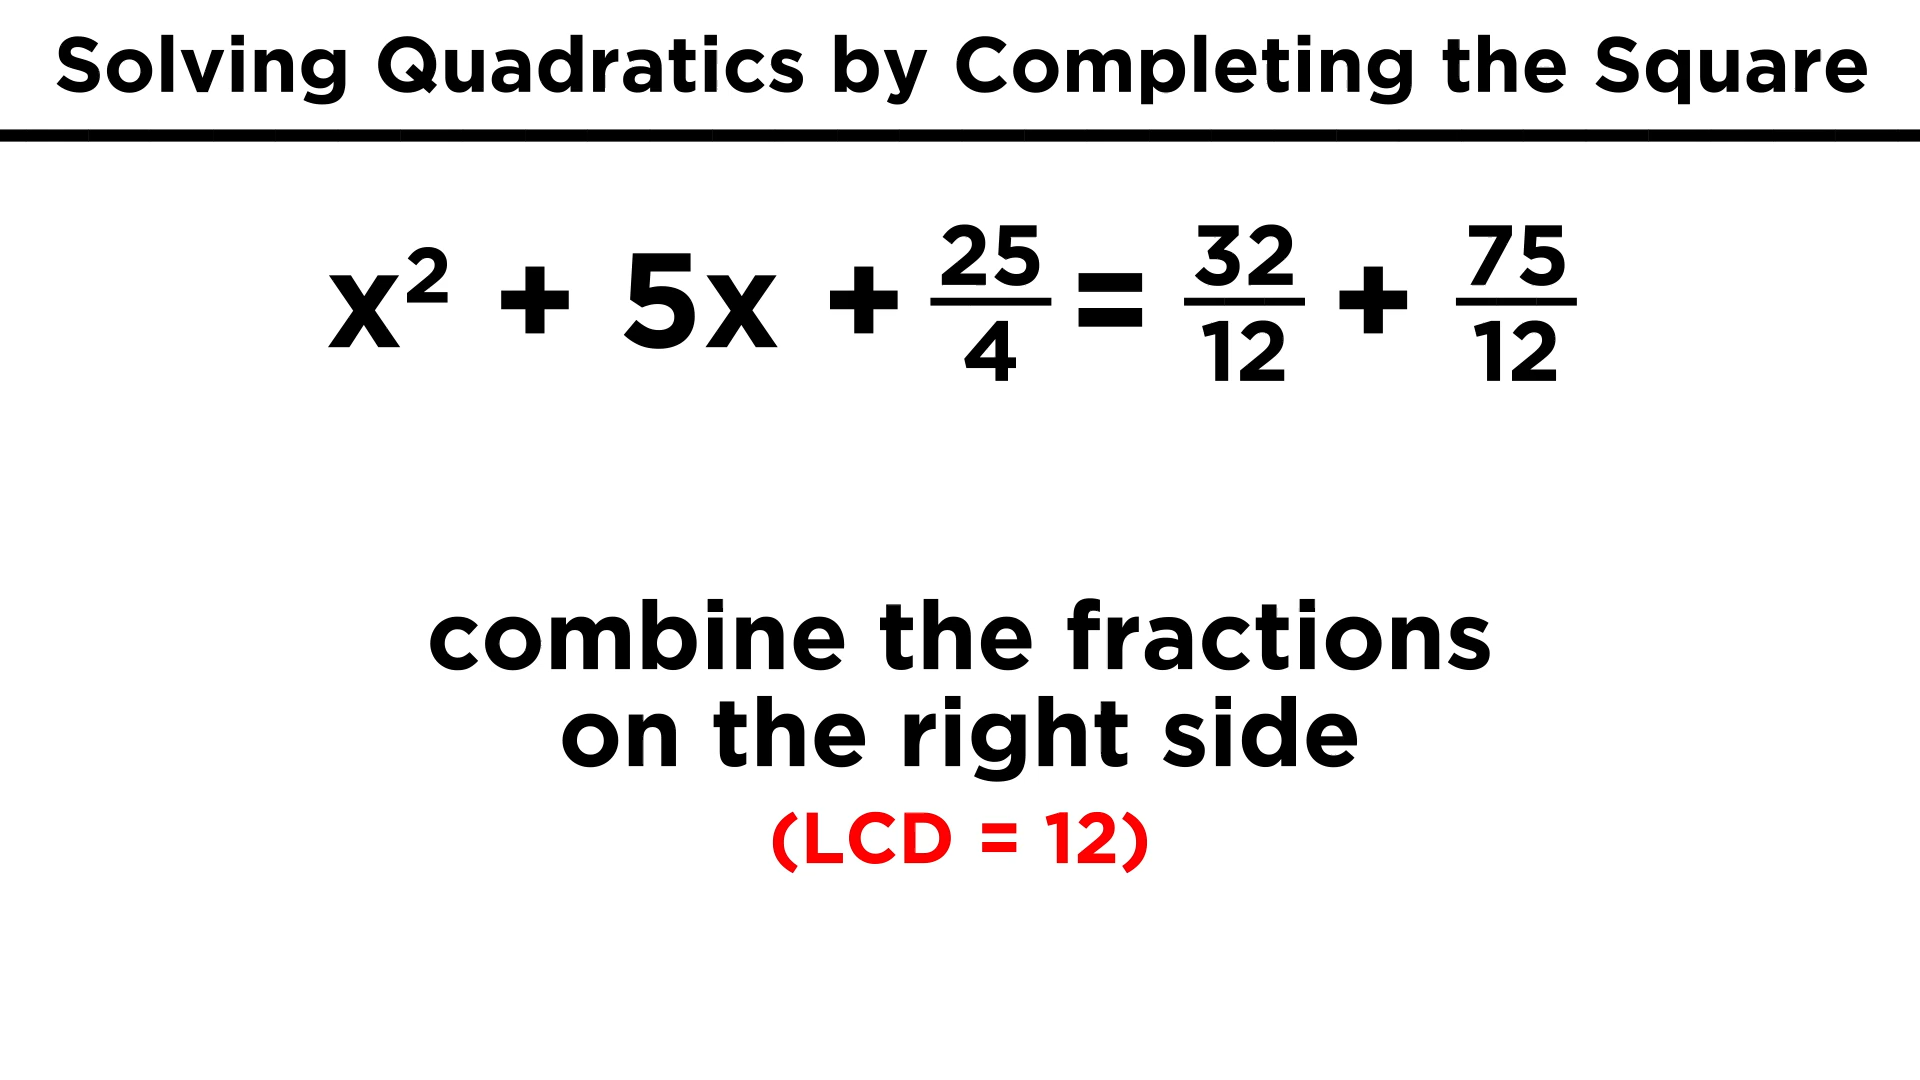 Solving Quadratics by Completing the Square
x² + 5x + 25/4 = 32/12 + 75/12
combine the fractions
on the right side
(LCD = 12)